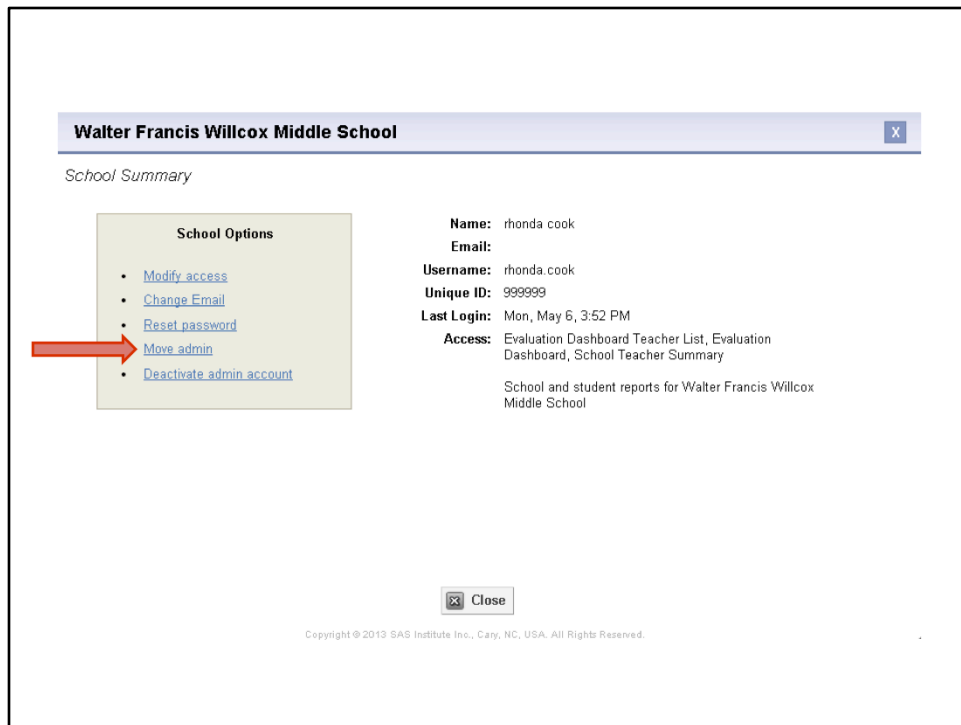 Walter Francis Willcox Middle School
X
School Summary
School Options
• Modify access
• Change Email
• Reset password
• Move admin
• Deactivate admin account
Name: rhonda cook
Email:
Username: rhonda.cook
Unique ID: 999999
Last Login: Mon, May 6, 3:52 PM
Access: Evaluation Dashboard Teacher List, Evaluation
Dashboard, School Teacher Summary
School and student reports for Walter Francis Willcox
Middle School
Close
Copyright © 2013 SAS Institute Inc., Cary, NC, USA. All Rights Reserved.